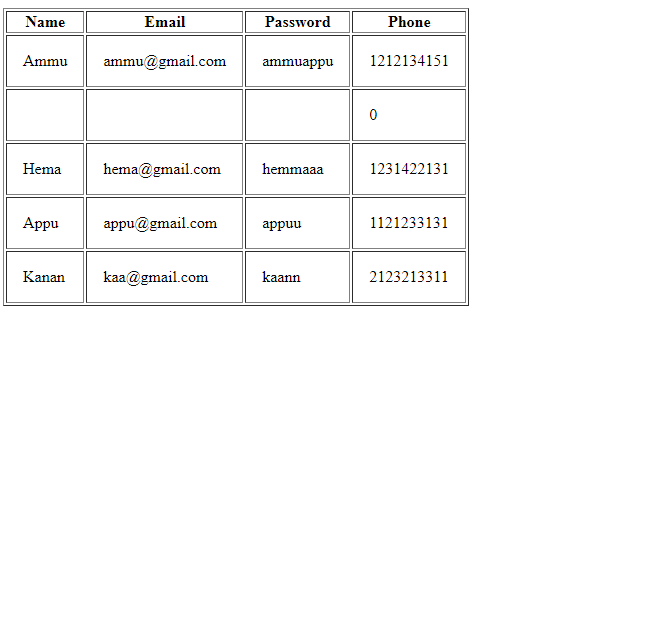 Name Email Password Phone
Ammu ammu@gmail.com ammuappu 1212134151
0
Hema hema@gmail.com hemmaaa 1231422131
Appu appu@gmail.com appuu 1121233131
Kanan kaa@gmail.com kaann 2123213311